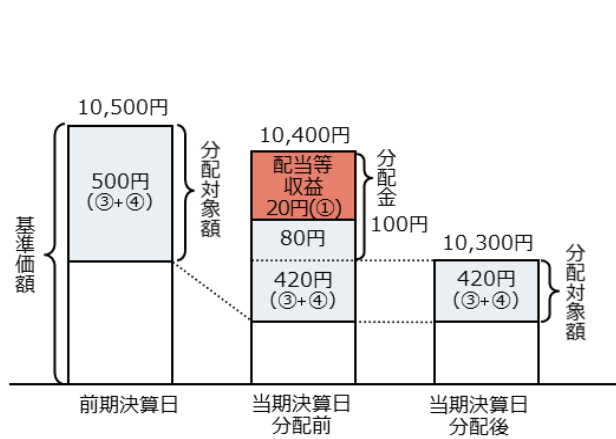 10,500円
500円
(③+④)
分配対象額
基準価額
前期決算日
10,400円
配当等
収益
20円(①)
80円
420円
(③+④)
分配金
100円
当期決算日
分配前
10,300円
420円
(③+④)
分配対象額
当期決算日
分配後